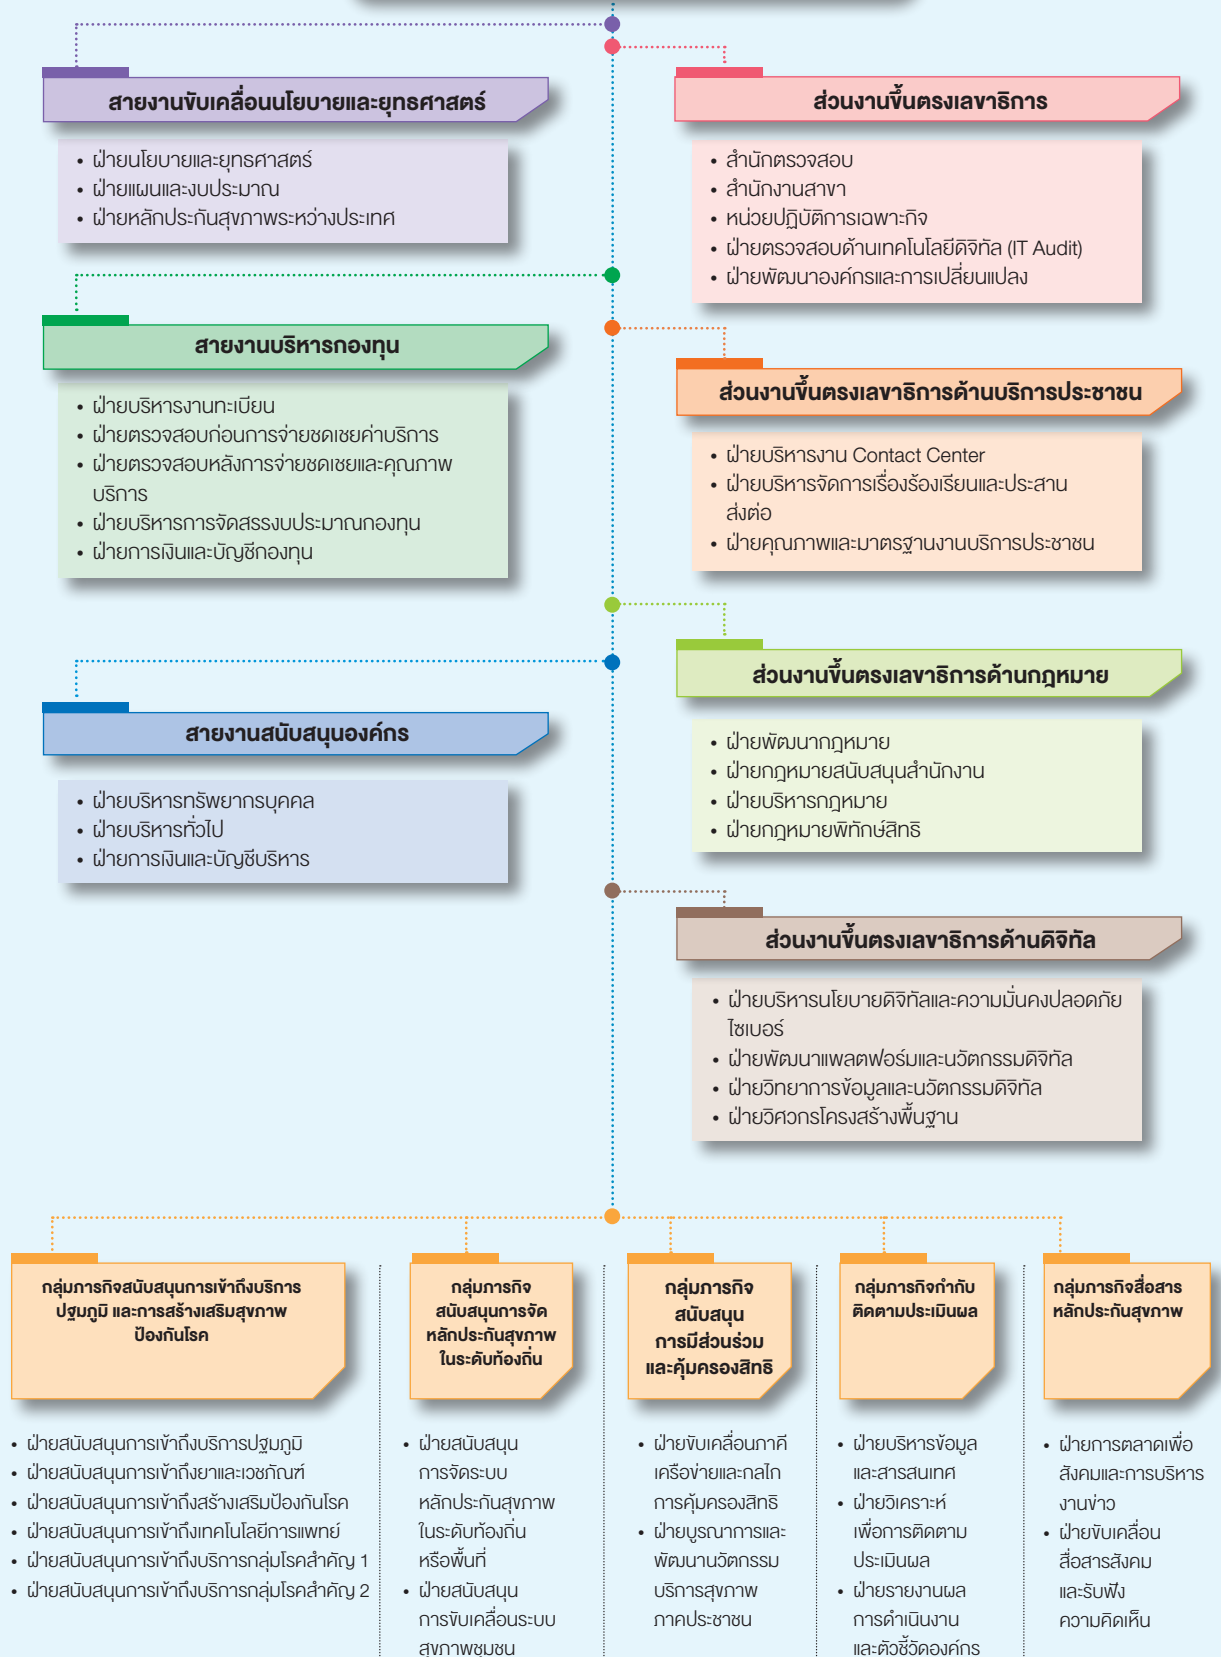 สายงานขับเคลื่อนนโยบายและยุทธศาสตร์
• ฝ่ายนโยบายและยุทธศาสตร์
• ฝ่ายแผนและงบประมาณ
• ฝ่ายหลักประกันสุขภาพระหว่างประเทศ
ส่วนงานขึ้นตรงเลขาธิการ
• สำนักตรวจสอบ
• สำนักงานสาขา
• หน่วยปฏิบัติการเฉพาะกิจ
• ฝ่ายตรวจสอบด้านเทคโนโลยีดิจิทัล (IT Audit)
• ฝ่ายพัฒนาองค์กรและการเปลี่ยนแปลง
สายงานบริหารกองทุน
• ฝ่ายบริหารงานทะเบียน
• ฝ่ายตรวจสอบก่อนการจ่ายชดเชยค่าบริการ
• ฝ่ายตรวจสอบหลังการจ่ายชดเชยและคุณภาพ
บริการ
• ฝ่ายบริหารการจัดสรรงบประมาณกองทุน
• ฝ่ายการเงินและบัญชีกองทุน
ส่วนงานขึ้นตรงเลขาธิการด้านบริการประชาชน
• ฝ่ายบริหารงาน Contact Center
• ฝ่ายบริหารจัดการเรื่องร้องเรียนและประสาน
ส่งต่อ
• ฝ่ายคุณภาพและมาตรฐานงานบริการประชาชน
ส่วนงานขึ้นตรงเลขาธิการด้านกฎหมาย
• ฝ่ายพัฒนากฎหมาย
• ฝ่ายกฎหมายสนับสนุนสำนักงาน
• ฝ่ายบริหารกฎหมาย
• ฝ่ายกฎหมายพิทักษ์สิทธิ
สายงานสนับสนุนองค์กร
• ฝ่ายบริหารทรัพยากรบุคคล
• ฝ่ายบริหารทั่วไป
• ฝ่ายการเงินและบัญชีบริหาร
ส่วนงานขึ้นตรงเลขาธิการด้านดิจิทัล
• ฝ่ายบริหารนโยบายดิจิทัลและความมั่นคงปลอดภัย
ไซเบอร์
• ฝ่ายพัฒนาแพลตฟอร์มและนวัตกรรมดิจิทัล
• ฝ่ายวิทยาการข้อมูลและนวัตกรรมดิจิทัล
• ฝ่ายวิศวกรโครงสร้างพื้นฐาน
กลุ่มภารกิจสนับสนุนการเข้าถึงบริการ
ปฐมภูมิ และการสร้างเสริมสุขภาพ
ป้องกันโรค
• ฝ่ายสนับสนุนการเข้าถึงบริการปฐมภูมิ
• ฝ่ายสนับสนุนการเข้าถึงยาและเวชภัณฑ์
• ฝ่ายสนับสนุนการเข้าถึงสร้างเสริมป้องกันโรค
• ฝ่ายสนับสนุนการเข้าถึงเทคโนโลยีการแพทย์
• ฝ่ายสนับสนุนการเข้าถึงบริการกลุ่มโรคสำคัญ 1
• ฝ่ายสนับสนุนการเข้าถึงบริการกลุ่มโรคสำคัญ 2
กลุ่มภารกิจ
สนับสนุนการจัด
หลักประกันสุขภาพ
ในระดับท้องถิ่น
• ฝ่ายสนับสนุน
การจัดระบบ
หลักประกันสุขภาพ
ในระดับท้องถิ่น
หรือพื้นที่
• ฝ่ายสนับสนุน
การขับเคลื่อนระบบ
สุขภาพชุมชน
กลุ่มภารกิจ
สนับสนุน
การมีส่วนร่วม
และคุ้มครองสิทธิ
• ฝ่ายขับเคลื่อนภาคี
เครือข่ายและกลไก
การคุ้มครองสิทธิ
• ฝ่ายบูรณาการและ
พัฒนานวัตกรรม
บริการสุขภาพ
ภาคประชาชน
กลุ่มภารกิจกำกับ
ติดตามประเมินผล
• ฝ่ายบริหารข้อมูล
และสารสนเทศ
• ฝ่ายวิเคราะห์
เพื่อการติดตาม
ประเมินผล
• ฝ่ายรายงานผล
การดำเนินงาน
และตัวชี้วัดองค์กร
กลุ่มภารกิจสื่อสาร
หลักประกันสุขภาพ
• ฝ่ายการตลาดเพื่อ
สังคมและการบริหาร
งานข่าว
• ฝ่ายขับเคลื่อน
สื่อสารสังคม
และรับฟัง
ความคิดเห็น